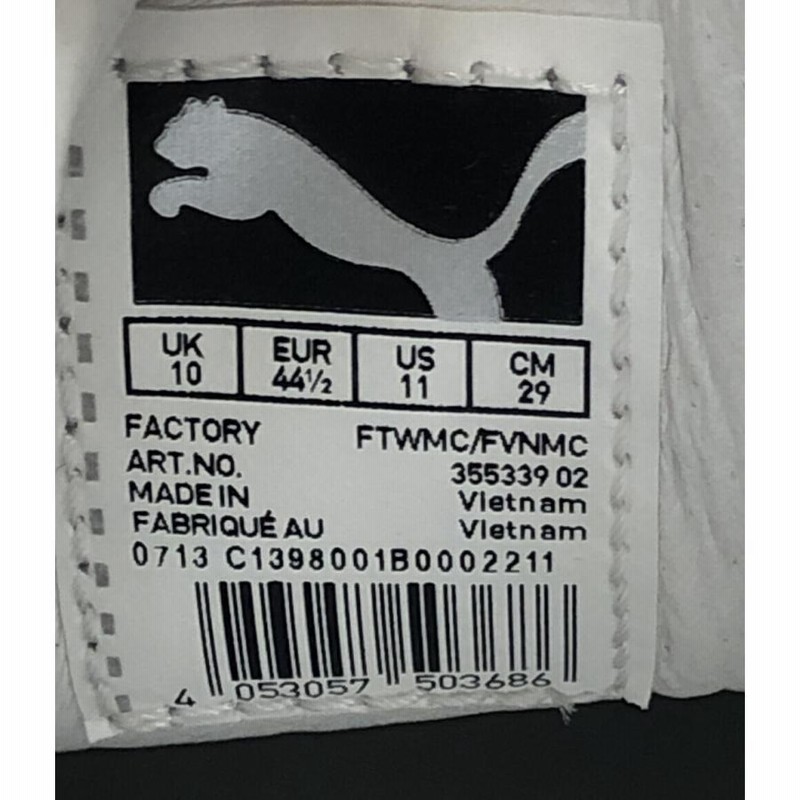 UK EUR US CM
10 44½ 11 29
FACTORY FTWMC/FVNMC
ART.NO. 355339 02
MADE IN Vietnam
FABRIQUÉ AU Vietnam
0713 C1398001B0002211
4 053057 503686